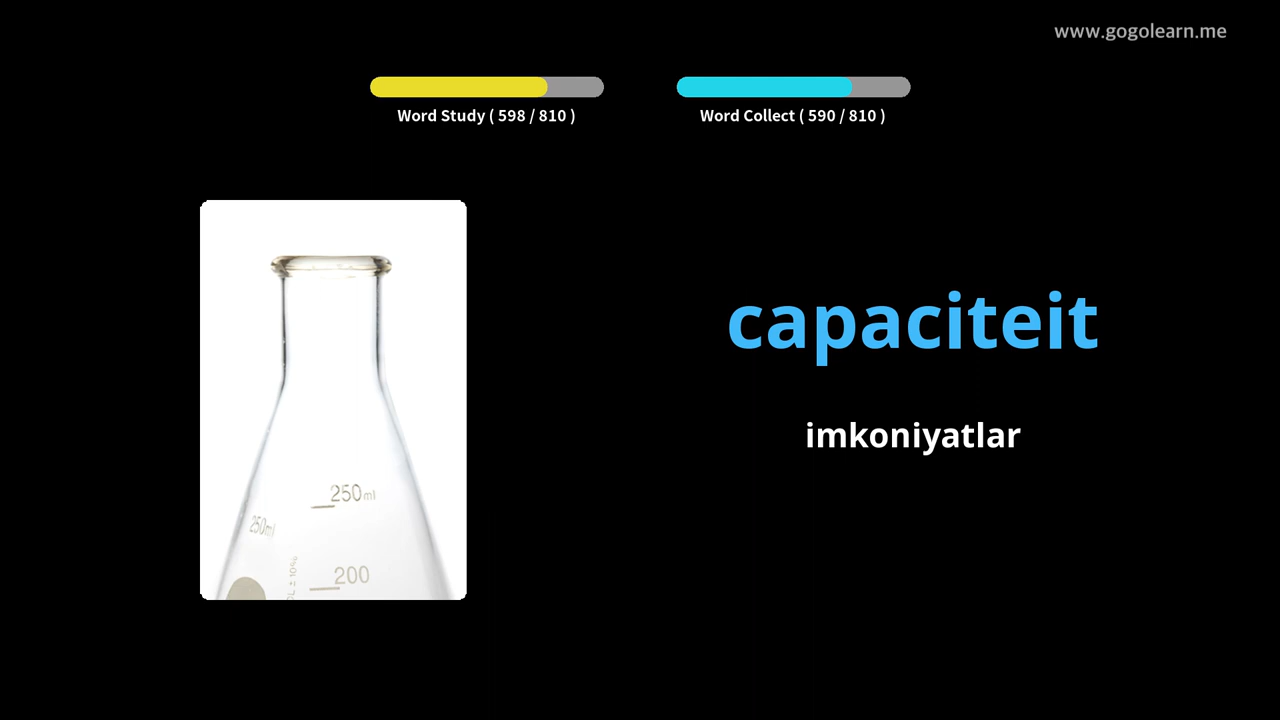 www.gogolearn.me
Word Study ( 598 / 810 )
Word Collect ( 590 / 810 )
capaciteit
imkoniyatlar
250ml
250ml
200